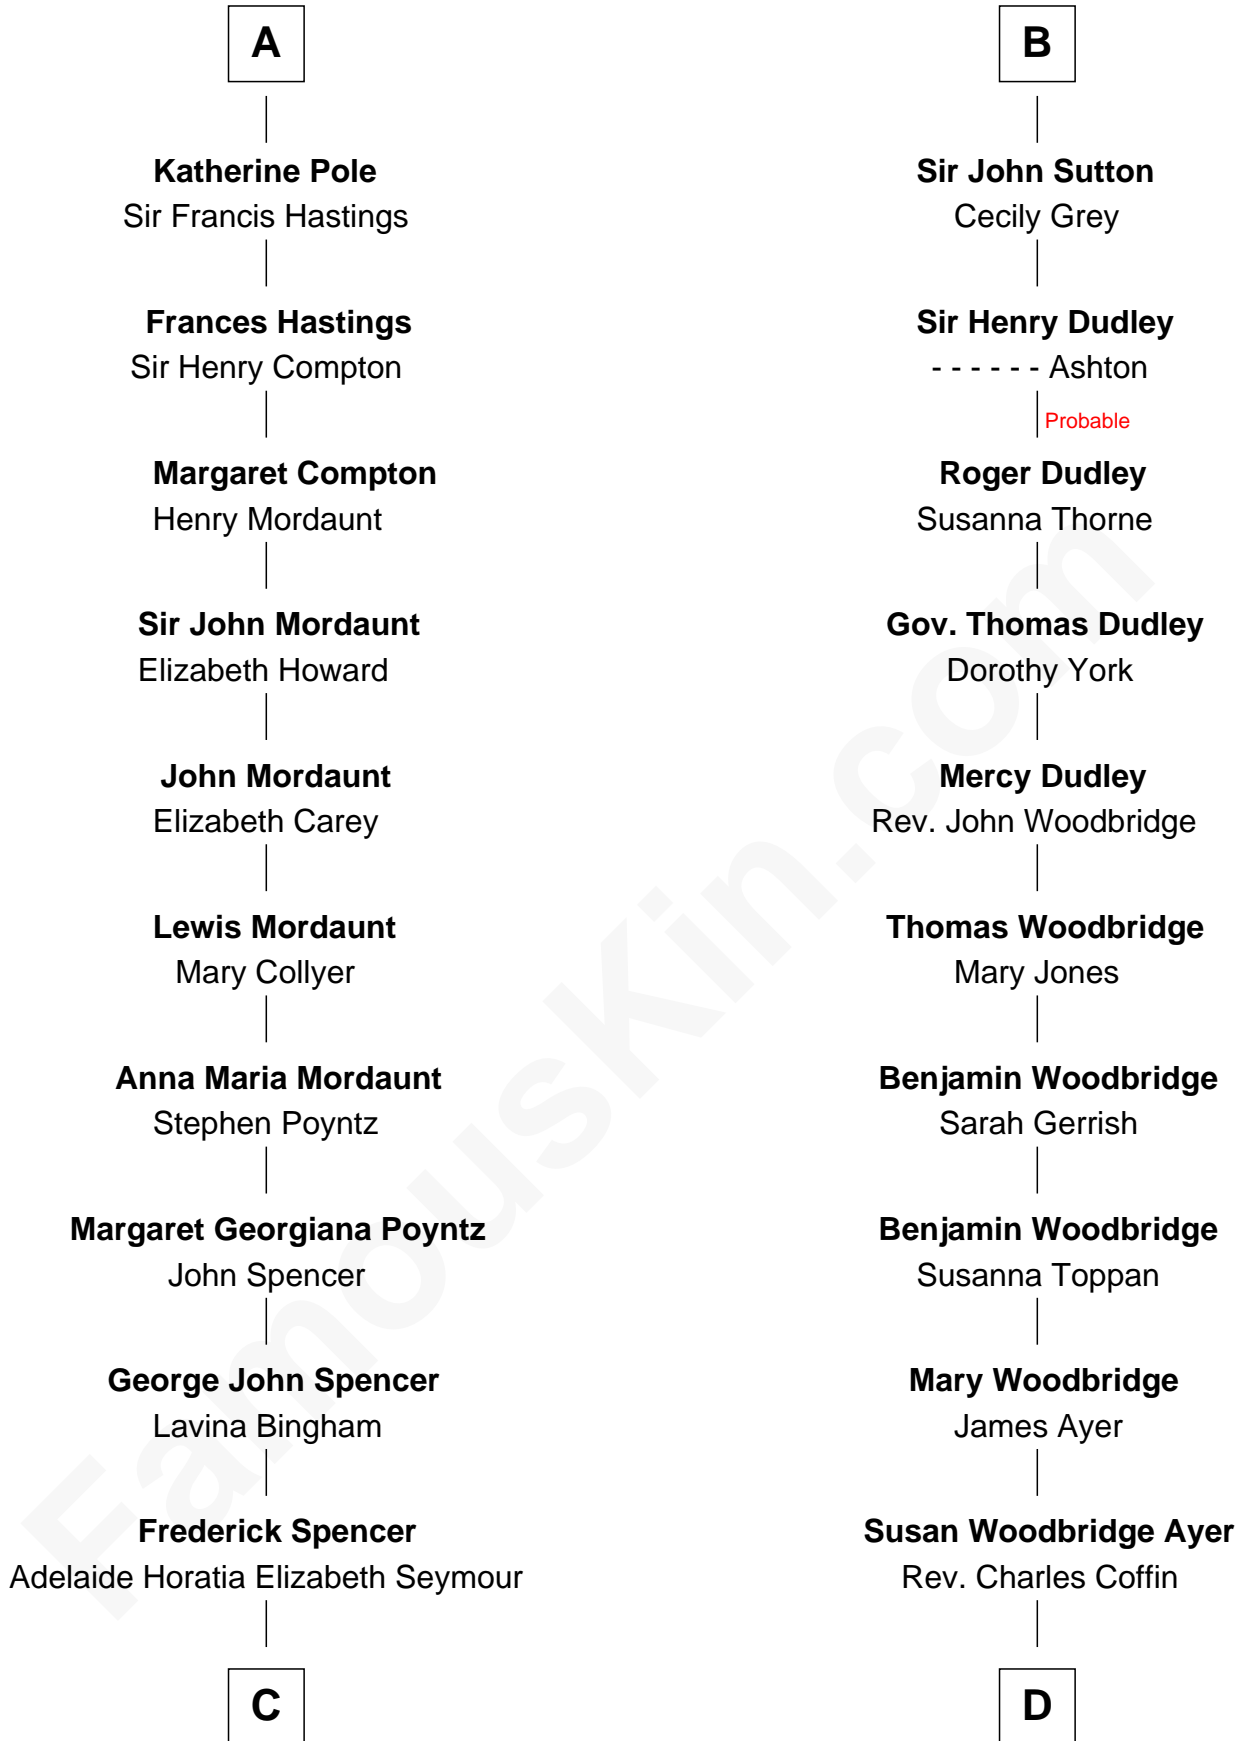 A
Katherine Pole
Sir Francis Hastings
Frances Hastings
Sir Henry Compton
Margaret Compton
Henry Mordaunt
Sir John Mordaunt
Elizabeth Howard
John Mordaunt
Elizabeth Carey
Lewis Mordaunt
Mary Collyer
Anna Maria Mordaunt
Stephen Poyntz
Margaret Georgiana Poyntz
John Spencer
George John Spencer
Lavina Bingham
Frederick Spencer
Adelaide Horatia Elizabeth Seymour
C
B
Sir John Sutton
Cecily Grey
Sir Henry Dudley
- - - - - - Ashton
Probable
Roger Dudley
Susanna Thorne
Gov. Thomas Dudley
Dorothy York
Mercy Dudley
Rev. John Woodbridge
Thomas Woodbridge
Mary Jones
Benjamin Woodbridge
Sarah Gerrish
Benjamin Woodbridge
Susanna Toppan
Mary Woodbridge
James Ayer
Susan Woodbridge Ayer
Rev. Charles Coffin
D
FamousKin.com